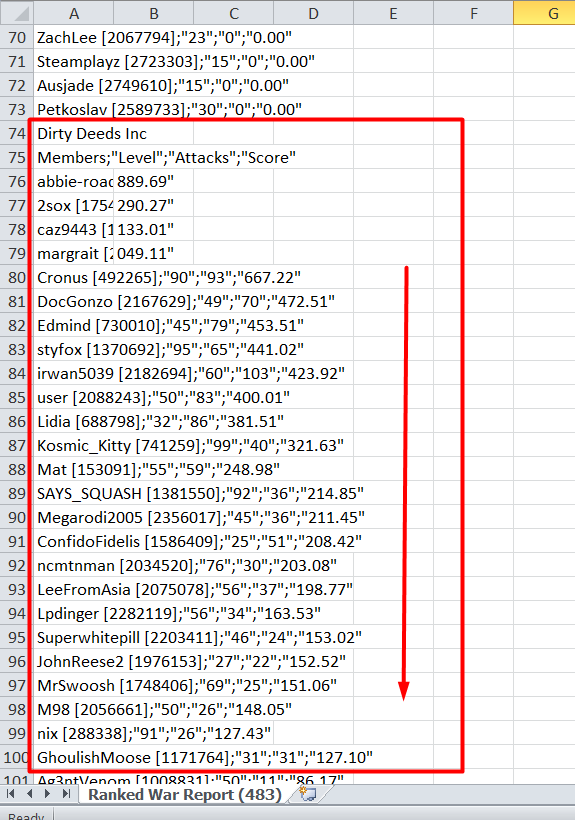 A B C D E F G
70 ZachLee [2067794];"23";"0";"0.00"
71 Steamplayz [2723303];"15";"0";"0.00"
72 Ausjade [2749610];"15";"0";"0.00"
73 Petkoslav [2589733];"30";"0";"0.00"
74 Dirty Deeds Inc
75 Members;"Level";"Attacks";"Score"
76 abbie-roac 889.69"
77 2sox [1754 290.27"
78 caz9443 [1 133.01"
79 margrait [2 049.11"
80 Cronus [492265];"90";"93";"667.22"
81 DocGonzo [2167629];"49";"70";"472.51"
82 Edmind [730010];"45";"79";"453.51"
83 styfox [1370692];"95";"65";"441.02"
84 irwan5039 [2182694];"60";"103";"423.92"
85 user [2088243];"50";"83";"400.01"
86 Lidia [688798];"32";"86";"381.51"
87 Kosmic_Kitty [741259];"99";"40";"321.63"
88 Mat [153091];"55";"59";"248.98"
89 SAYS_SQUASH [1381550];"92";"36";"214.85"
90 Megarodi2005 [2356017];"45";"36";"211.45"
91 ConfidoFidelis [1586409];"25";"51";"208.42"
92 ncmtnman [2034520];"76";"30";"203.08"
93 LeeFromAsia [2075078];"56";"37";"198.77"
94 Lpdinger [2282119];"56";"34";"163.53"
95 Superwhitepill [2203411];"46";"24";"153.02"
96 JohnReese2 [1976153];"27";"22";"152.52"
97 MrSwoosh [1748406];"69";"25";"151.06"
98 M98 [2056661];"50";"26";"148.05"
99 nix [288338];"91";"26";"127.43"
100 GhoulishMoose [1171764];"31";"31";"127.10"
101 Ag3ntVenom [1008831];"50";"11";"86.17"
Ranked War Report (483)
Ready